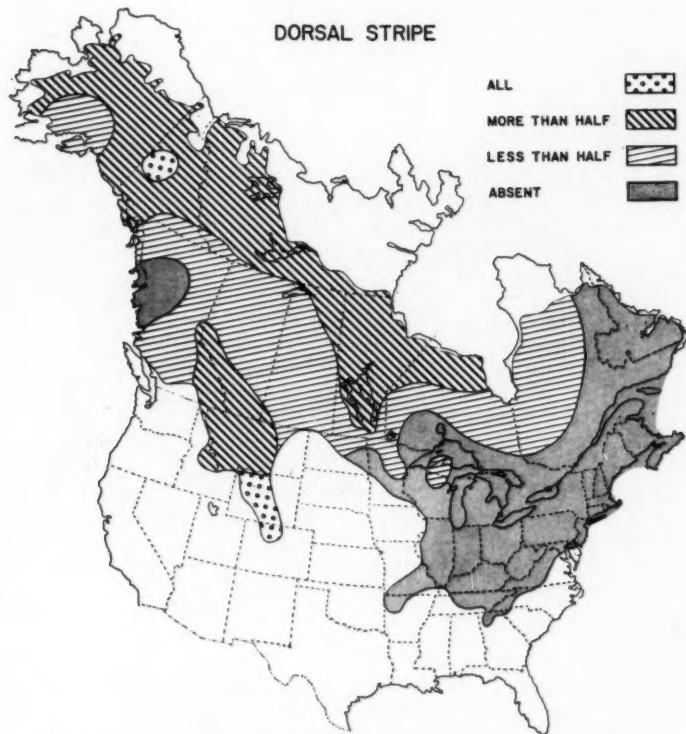 DORSAL STRIPE
ALL
MORE THAN HALF
LESS THAN HALF
ABSENT